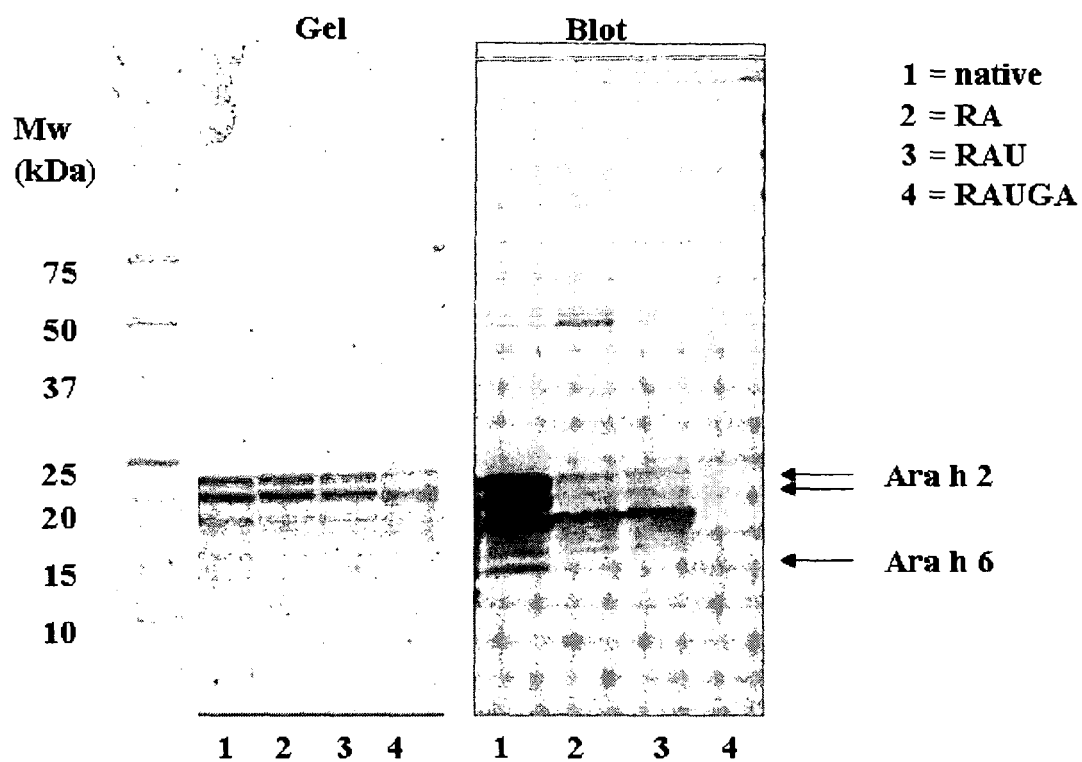 Gel
Blot
1 = native
2 = RA
3 = RAU
4 = RAUGA
Mw
(kDa)
75
50
37
25
20
15
10
Ara h 2
Ara h 6
1 2 3 4
1 2 3 4